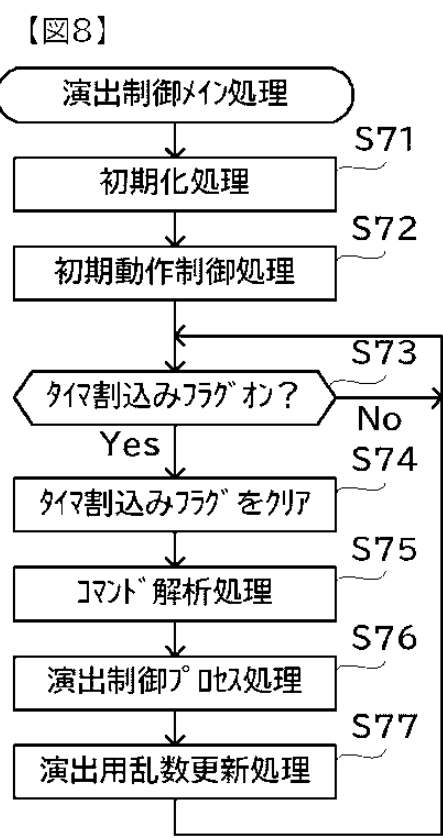 【図8】
演出制御ﾒｲﾝ処理
S71
初期化処理
S72
初期動作制御処理
S73
ﾀｲﾏ割込みﾌﾗｸﾞｵﾝ？
No
Yes
S74
ﾀｲﾏ割込みﾌﾗｸﾞをｸﾘｱ
S75
ｺﾏﾝﾄﾞ解析処理
S76
演出制御ﾌﾟﾛｾｽ処理
S77
演出用乱数更新処理